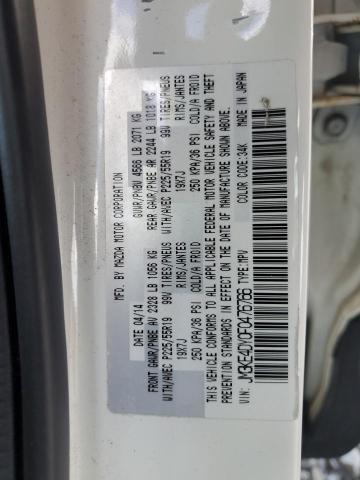 MFD. BY MAZDA MOTOR CORPORATION
DATE 04/14 GVWR/PNBV 4566 LB 2071 KG
FRONT GAWR/PNBE AV 2328 LB 1056 KG REAR GAWR/PNBE AR 2244 LB 1018 KG
WITH/AVEC P225/55R19 99V TIRES/PNEUS WITH/AVEC P225/55R19 99V TIRES/PNEUS
19X7J RIMS/JANTES 19X7J RIMS/JANTES
250 KPA/36 PSI COLD/A FROID 250 KPA/36 PSI COLD/A FROID
THIS VEHICLE CONFORMS TO ALL APPLICABLE FEDERAL MOTOR VEHICLE SAFETY AND THEFT
PREVENTION STANDARDS IN EFFECT ON THE DATE OF MANUFACTURE SHOWN ABOVE.
VIN: TYPE:MPV COLOR CODE:34K MADE IN JAPAN